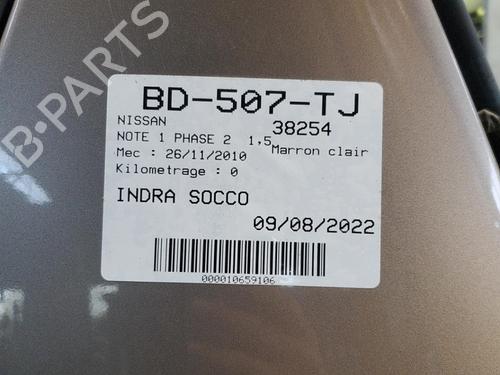 BD-507-TJ
NISSAN 38254
NOTE 1 PHASE 2 1,5 Marron clair
Mec : 26/11/2010
Kilometrage : 0
INDRA SOCCO
09/08/2022
000010659106
B-PARTS